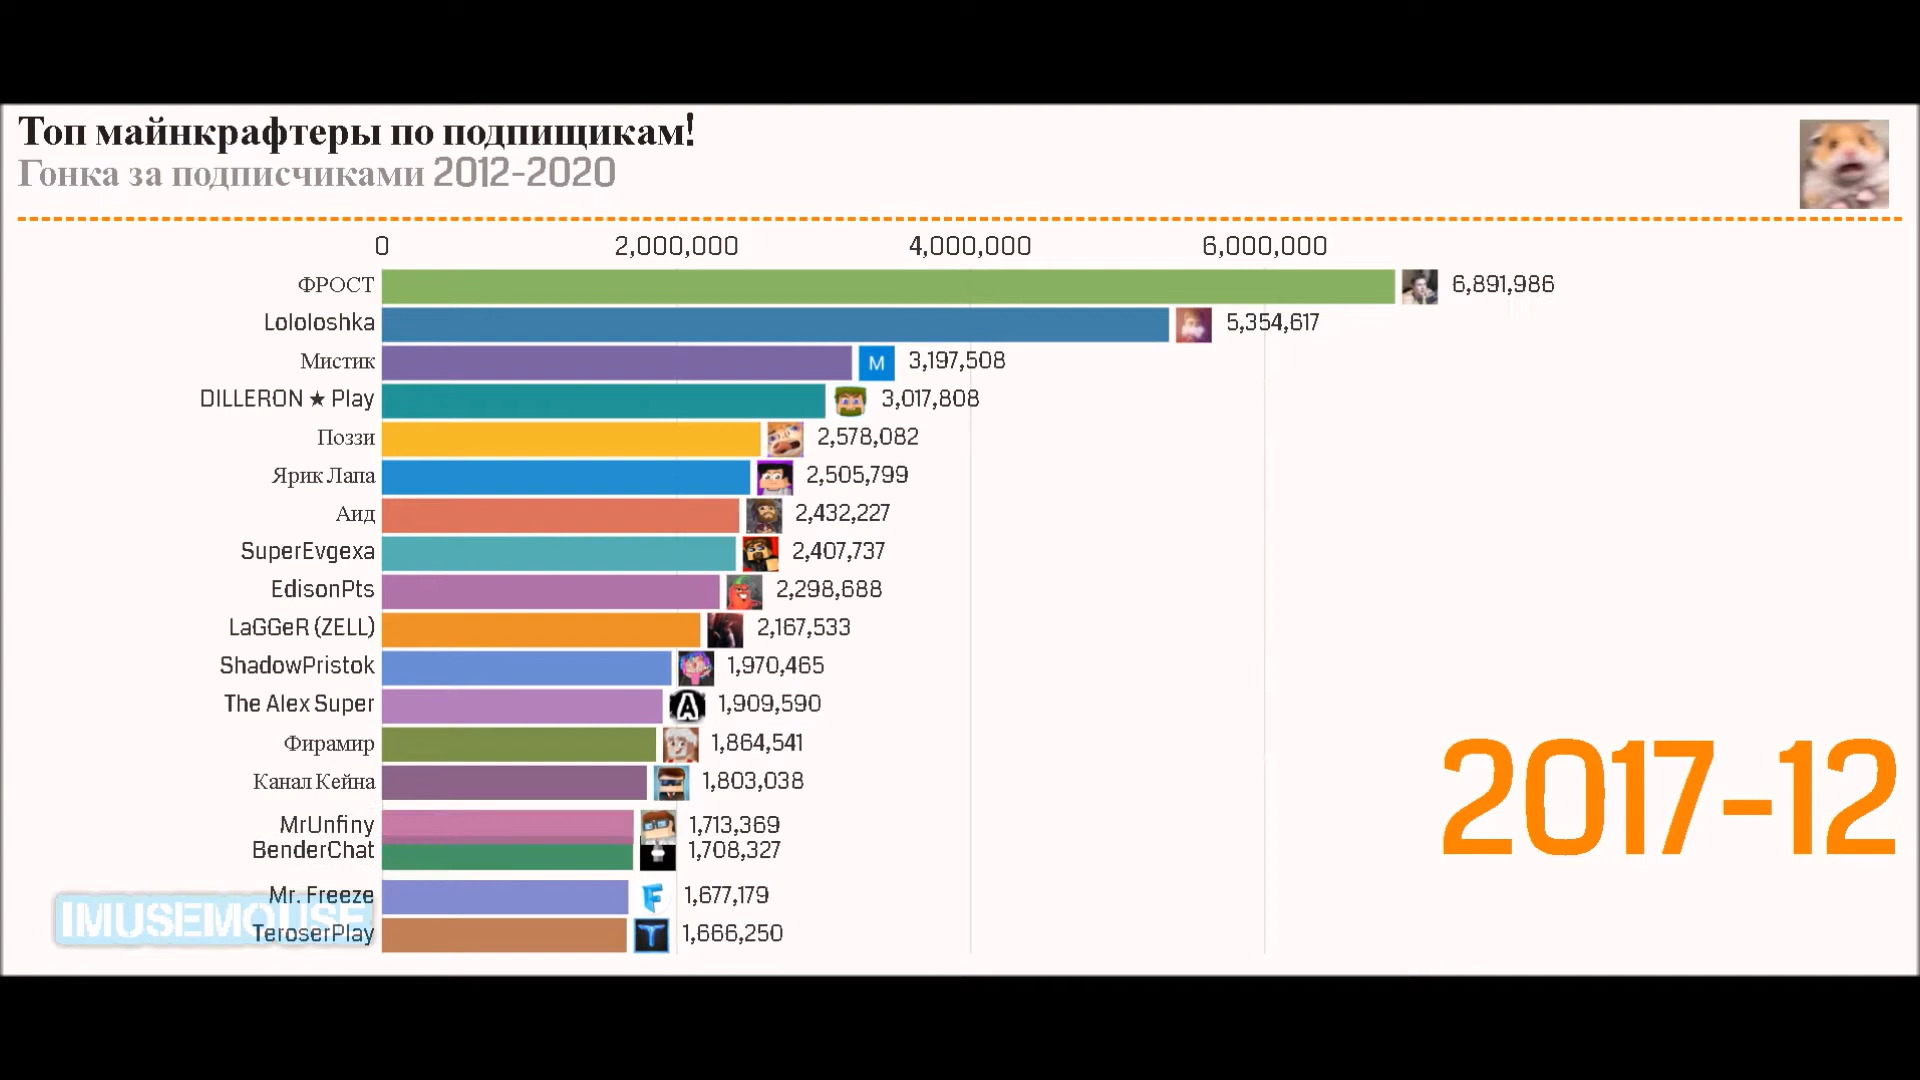 Топ майнкрафтеры по подпищикам!
Гонка за подписчиками 2012-2020
0 2,000,000 4,000,000 6,000,000
ФРОСТ 6,891,986
Lololoshka 5,354,617
Мистик M 3,197,508
DILLERON ★ Play 3,017,808
Поззи 2,578,082
Ярик Лапа 2,505,799
Аид 2,432,227
SuperEvgexa 2,407,737
EdisonPts 2,298,688
LaGGeR (ZELL) 2,167,533
ShadowPristok 1,970,465
The Alex Super A 1,909,590
Фирамир 1,864,541
Канал Кейна 1,803,038
MrUnfiny 1,713,369
BenderChat 1,708,327
Mr. Freeze F 1,677,179
TeroserPlay T 1,666,250
IMUSEMOUSE
2017-12